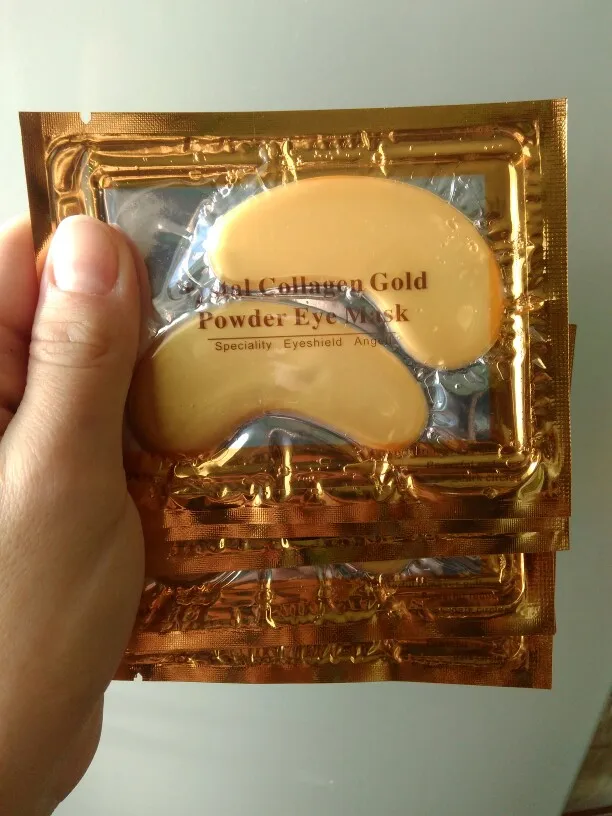 Collagen Gold
Powder Eye Mask
Speciality Eyeshield